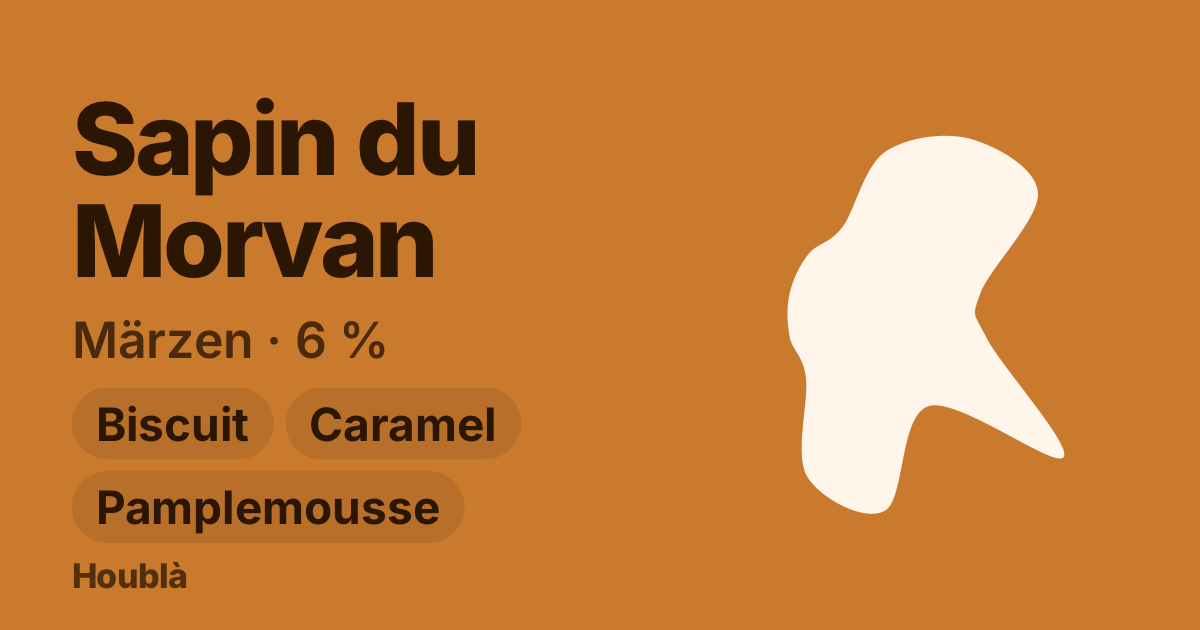 Sapin du
Morvan
Märzen · 6 %
Biscuit Caramel
Pamplemousse
Houblà